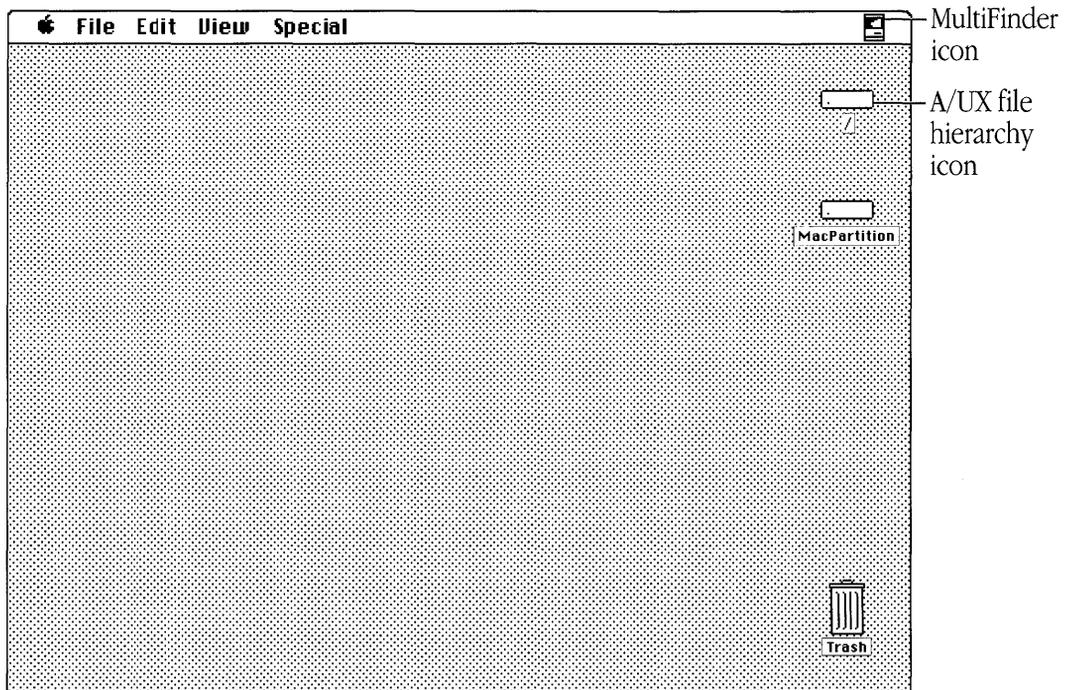 File Edit View Special
MultiFinder
icon
A/UX file
hierarchy
icon
/
MacPartition
Trash